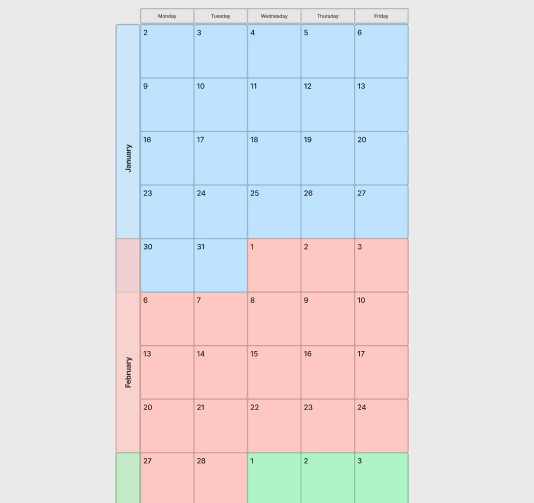 Monday Tuesday Wednesday Thursday Friday
2 3 4 5 6
9 10 11 12 13
January
16 17 18 19 20
23 24 25 26 27
30 31 1 2 3
6 7 8 9 10
February
13 14 15 16 17
20 21 22 23 24
27 28 1 2 3